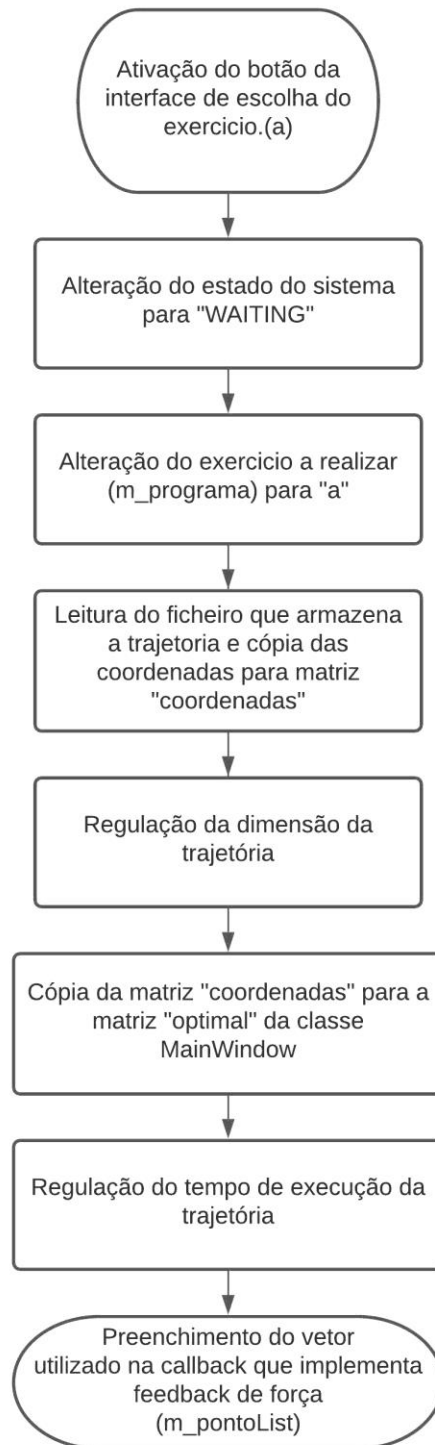 Ativação do botão da
interface de escolha do
exercicio.(a)
Alteração do estado do sistema
para "WAITING"
Alteração do exercicio a realizar
(m_programa) para "a"
Leitura do ficheiro que armazena
a trajetoria e cópia das
coordenadas para matriz
"coordenadas"
Regulação da dimensão da
trajetória
Cópia da matriz "coordenadas" para a
matriz "optimal" da classe
MainWindow
Regulação do tempo de execução da
trajetória
Preenchimento do vetor
utilizado na callback que implementa
feedback de força
(m_pontoList)